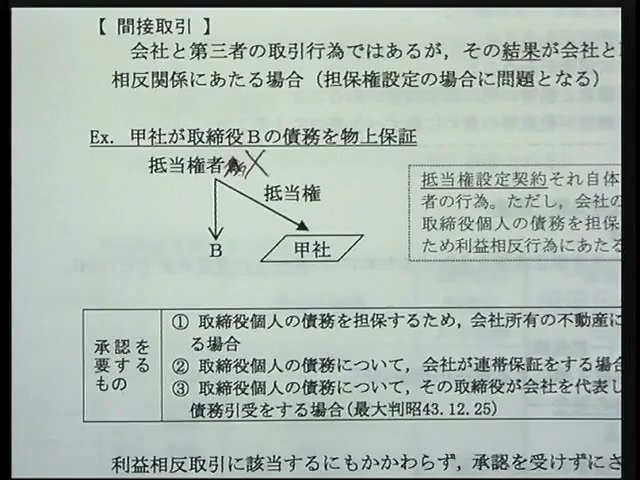 【 間接取引 】
会社と第三者の取引行為ではあるが，その結果が会社と
相反関係にあたる場合（担保権設定の場合に問題となる）
Ex. 甲社が取締役Bの債務を物上保証
抵当権者 X
抵当権
B
甲社
抵当権設定契約それ自体
者の行為。ただし，会社の
取締役個人の債務を担保
ため利益相反行為にあたる
承認を
要する
もの
① 取締役個人の債務を担保するため，会社所有の不動産に
る場合
② 取締役個人の債務について，会社が連帯保証をする場合
③ 取締役個人の債務について，その取締役が会社を代表し
債務引受をする場合(最大判昭43.12.25)
利益相反取引に該当するにもかかわらず，承認を受けずにさ